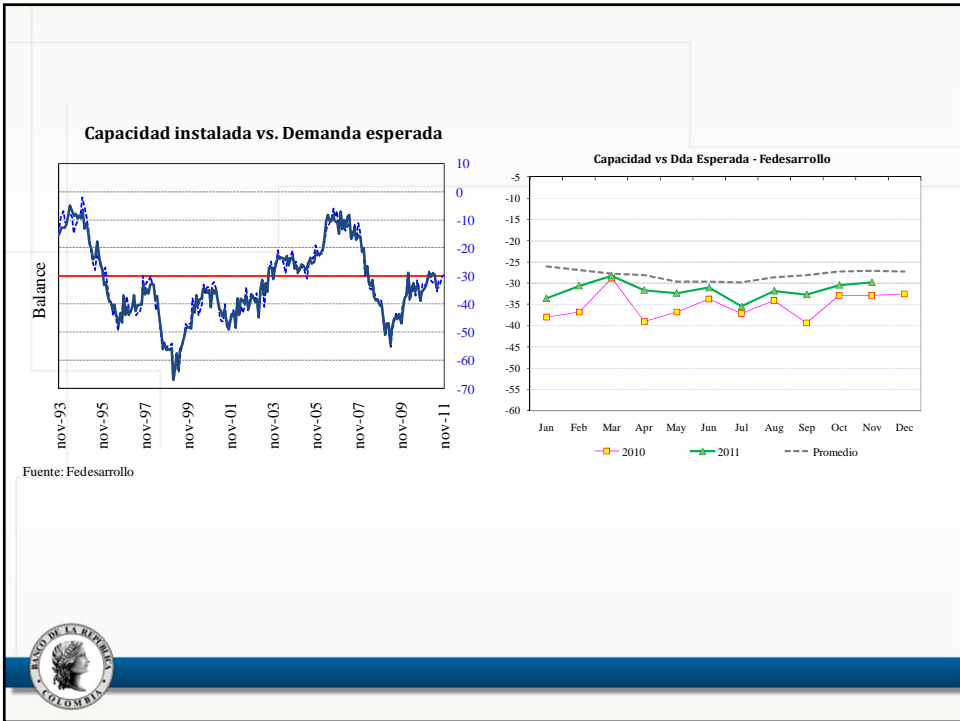 Capacidad instalada vs. Demanda esperada
10
0
-10
-20
-30
-40
-50
-60
-70
Balance
nov-93
nov-95
nov-97
nov-99
nov-01
nov-03
nov-05
nov-07
nov-09
nov-11
Fuente: Fedesarrollo
Capacidad vs Dda Esperada - Fedesarrollo
-5
-10
-15
-20
-25
-30
-35
-40
-45
-50
-55
-60
Jan Feb Mar Apr May Jun Jul Aug Sep Oct Nov Dec
2010 2011 Promedio
BANCO DE LA REPÚBLICA
COLOMBIA